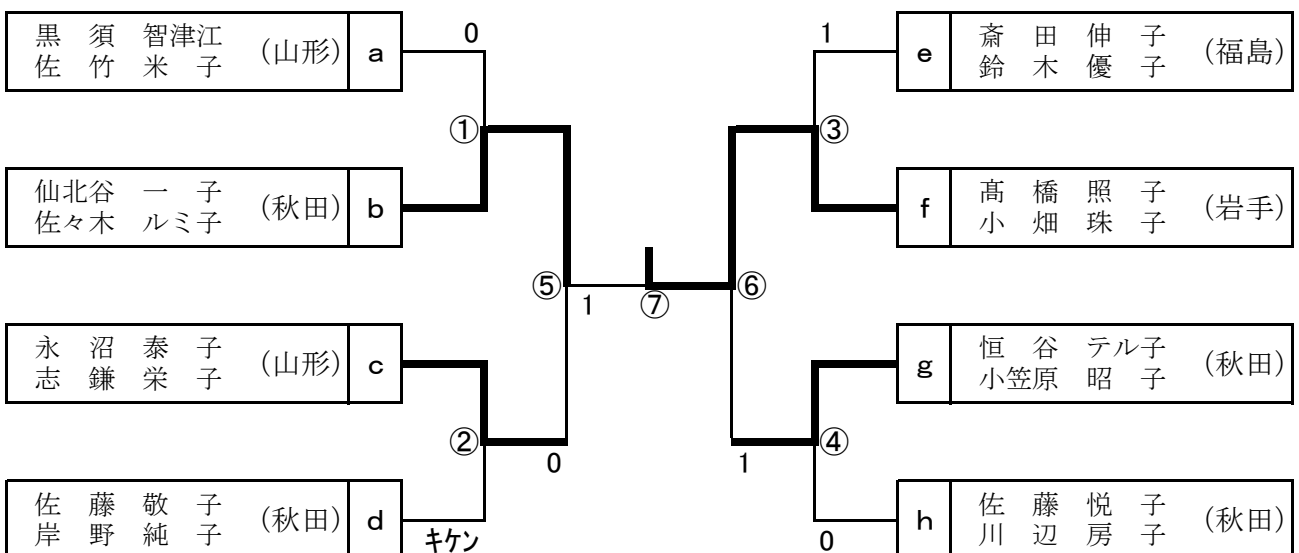 黒須智津江
佐竹米子
(山形)
a
0
①
仙北谷一子
佐々木ルミ子
(秋田)
b
⑤
1
永沼泰子
志鎌栄子
(山形)
c
②
0
佐藤敬子
岸野純子
(秋田)
d
キケン
⑦
1
e
斎田伸子
鈴木優子
(福島)
③
f
髙橋照子
小畑珠子
(岩手)
⑥
g
恒谷テル子
小笠原昭子
(秋田)
1
④
h
佐藤悦子
川辺房子
(秋田)
0